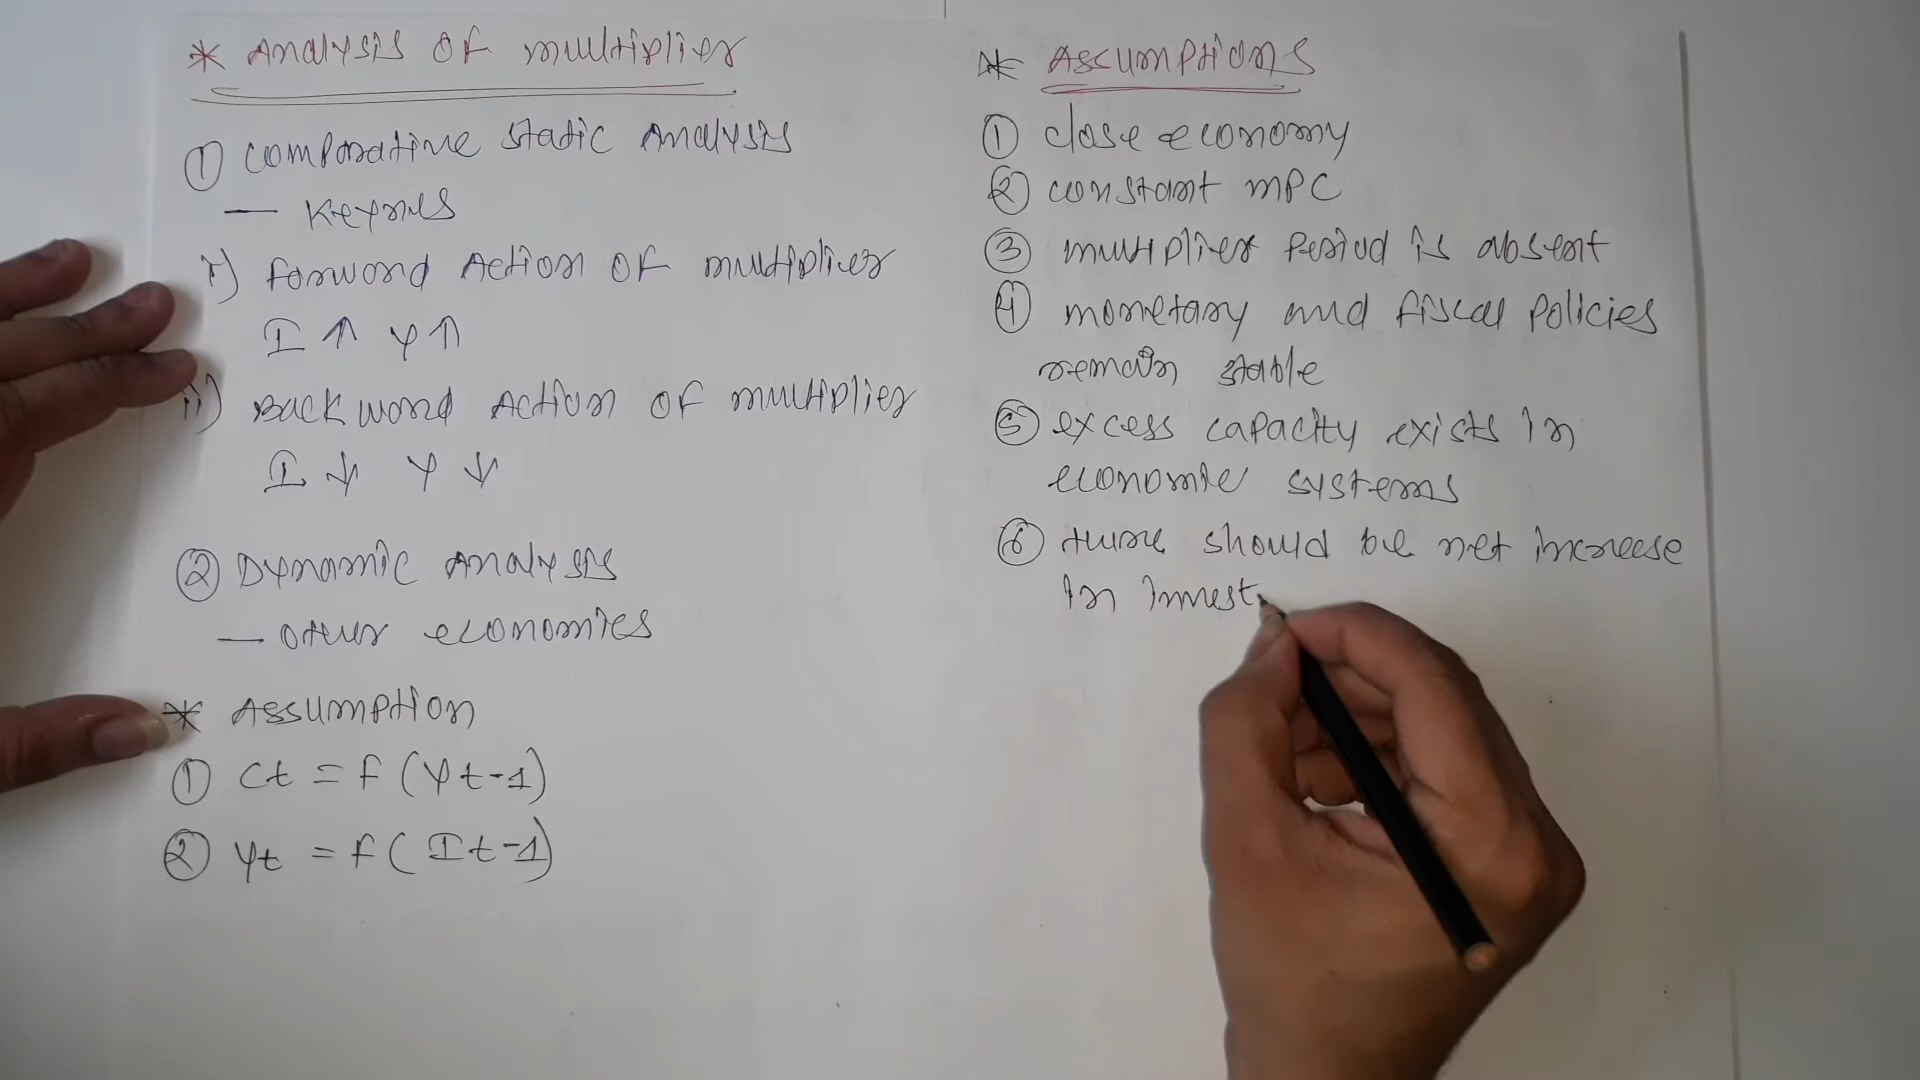 * Analysis of multiplier
① comparative static Analysis
— Keynes
i) forward Action of multiplier
I ↑ Y ↑
ii) Backward Action of multiplier
I ↓ Y ↓
② Dynamic Analysis
— other economies
* Assumption
① Ct = f (Yt-1)
② Yt = f (It-1)
* Assumptions
① close economy
② constant MPC
③ multiplier Period is absent
④ monetary and fiscal policies
remain stable
⑤ excess capacity exists in
economic systems
⑥ there should be net increase
in invest